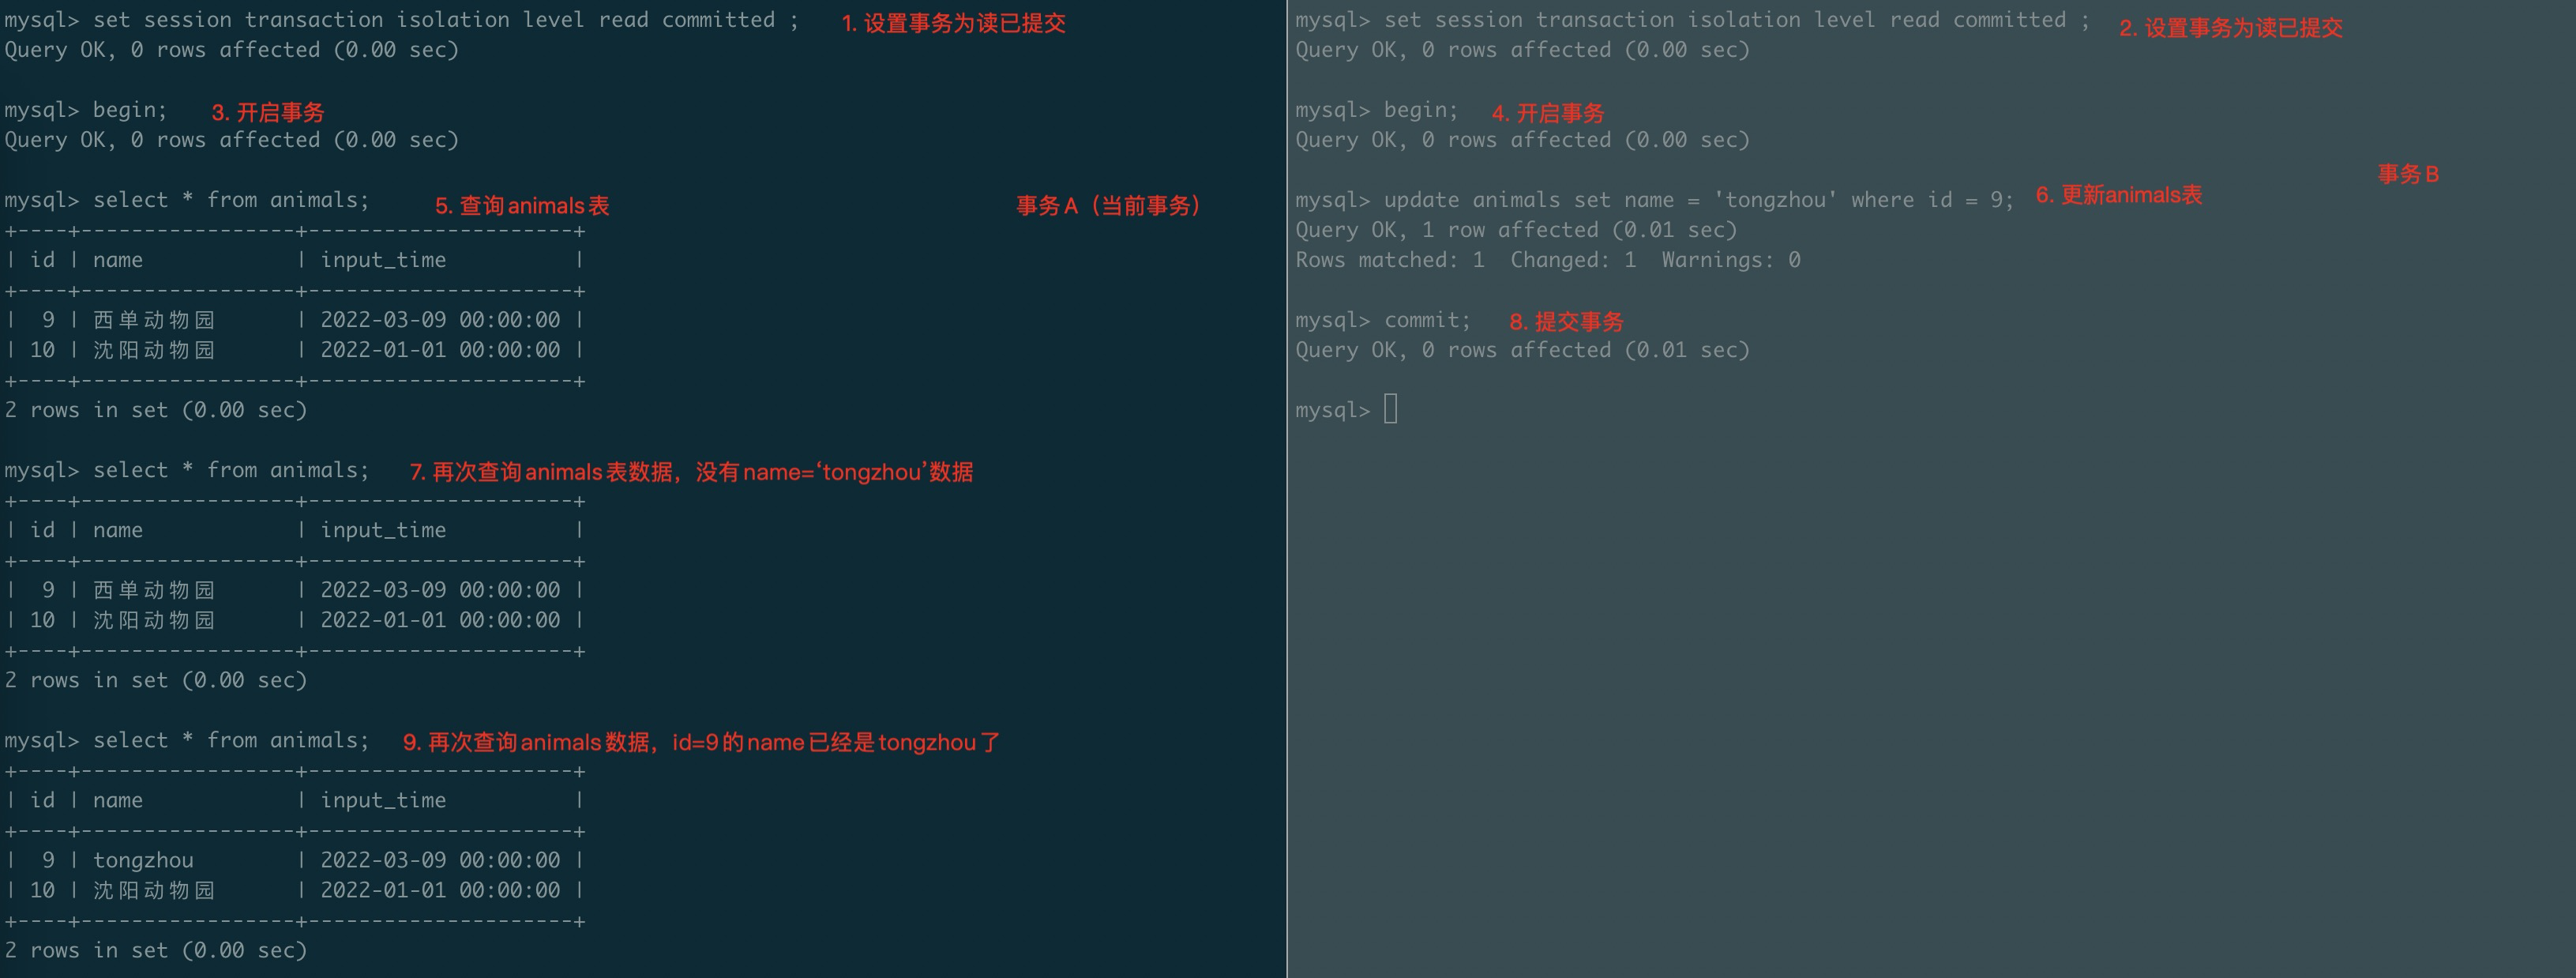 mysql> set session transaction isolation level read committed ; 1. 设置事务为读已提交
Query OK, 0 rows affected (0.00 sec)
mysql> begin; 3. 开启事务
Query OK, 0 rows affected (0.00 sec)
mysql> select * from animals; 5. 查询animals表 事务A（当前事务）
+----+-----------------+---------------------+
| id | name            | input_time          |
+----+-----------------+---------------------+
|  9 | 西单动物园      | 2022-03-09 00:00:00 |
| 10 | 沈阳动物园      | 2022-01-01 00:00:00 |
+----+-----------------+---------------------+
2 rows in set (0.00 sec)
mysql> select * from animals; 7. 再次查询animals表数据，没有name=‘tongzhou’数据
+----+-----------------+---------------------+
| id | name            | input_time          |
+----+-----------------+---------------------+
|  9 | 西单动物园      | 2022-03-09 00:00:00 |
| 10 | 沈阳动物园      | 2022-01-01 00:00:00 |
+----+-----------------+---------------------+
2 rows in set (0.00 sec)
mysql> select * from animals; 9. 再次查询animals数据，id=9的name已经是tongzhou了
+----+-----------------+---------------------+
| id | name            | input_time          |
+----+-----------------+---------------------+
|  9 | tongzhou        | 2022-03-09 00:00:00 |
| 10 | 沈阳动物园      | 2022-01-01 00:00:00 |
+----+-----------------+---------------------+
2 rows in set (0.00 sec)
mysql> set session transaction isolation level read committed ; 2. 设置事务为读已提交
Query OK, 0 rows affected (0.00 sec)
mysql> begin; 4. 开启事务
Query OK, 0 rows affected (0.00 sec)
事务B
mysql> update animals set name = 'tongzhou' where id = 9; 6. 更新animals表
Query OK, 1 row affected (0.01 sec)
Rows matched: 1  Changed: 1  Warnings: 0
mysql> commit; 8. 提交事务
Query OK, 0 rows affected (0.01 sec)
mysql>